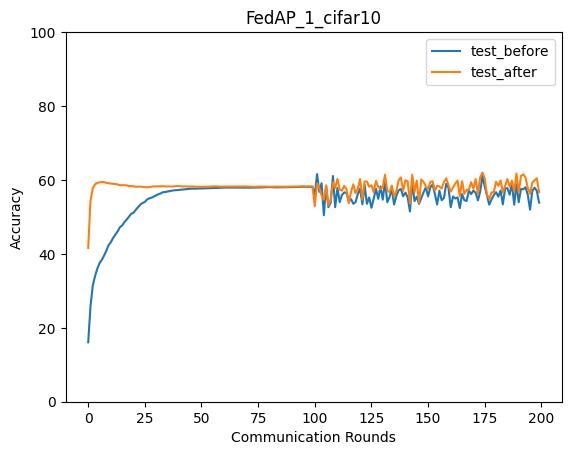 FedAP_1_cifar10
100
80
60
40
20
0
Accuracy
test_before
test_after
0 25 50 75 100 125 150 175 200
Communication Rounds